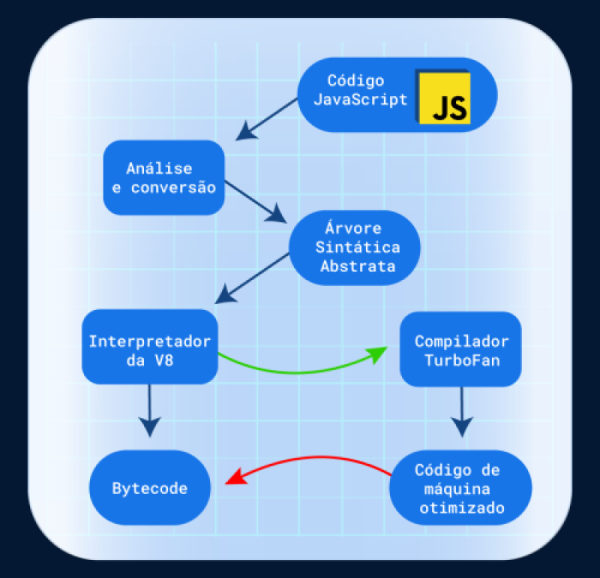 Código
JavaScript
JS
Análise
e conversão
Árvore
Sintática
Abstrata
Interpretador
da V8
Compilador
TurboFan
Bytecode
Código de
máquina
otimizado